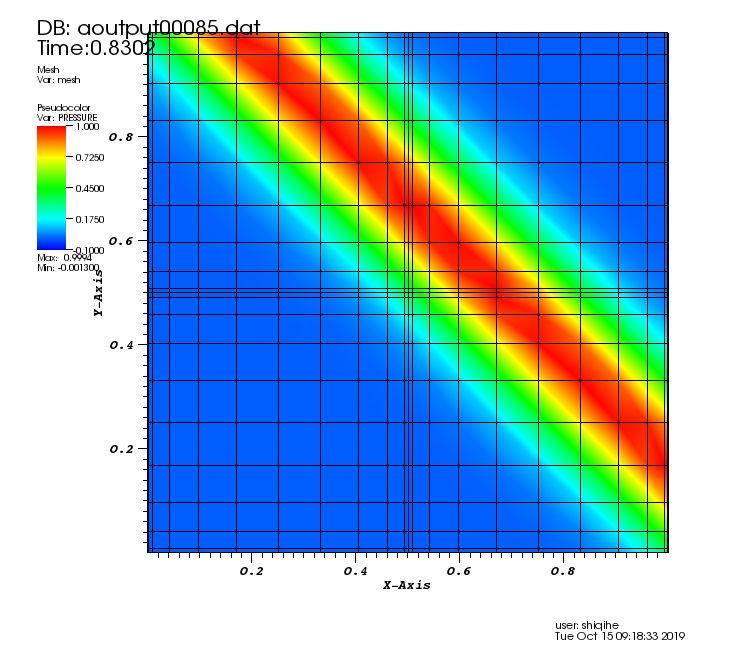 DB: aoutput00085.dat
Time:0.8302
Mesh
Var: mesh
Pseudocolor
Var: PRESSURE
1.000
0.7250
0.4500
0.1750
-0.1000
Max: 0.9994
Min: -0.001300
0.8
0.6
0.4
0.2
Y-Axis
0.2 0.4 0.6 0.8
X-Axis
user: shiqihe
Tue Oct 15 09:18:33 2019